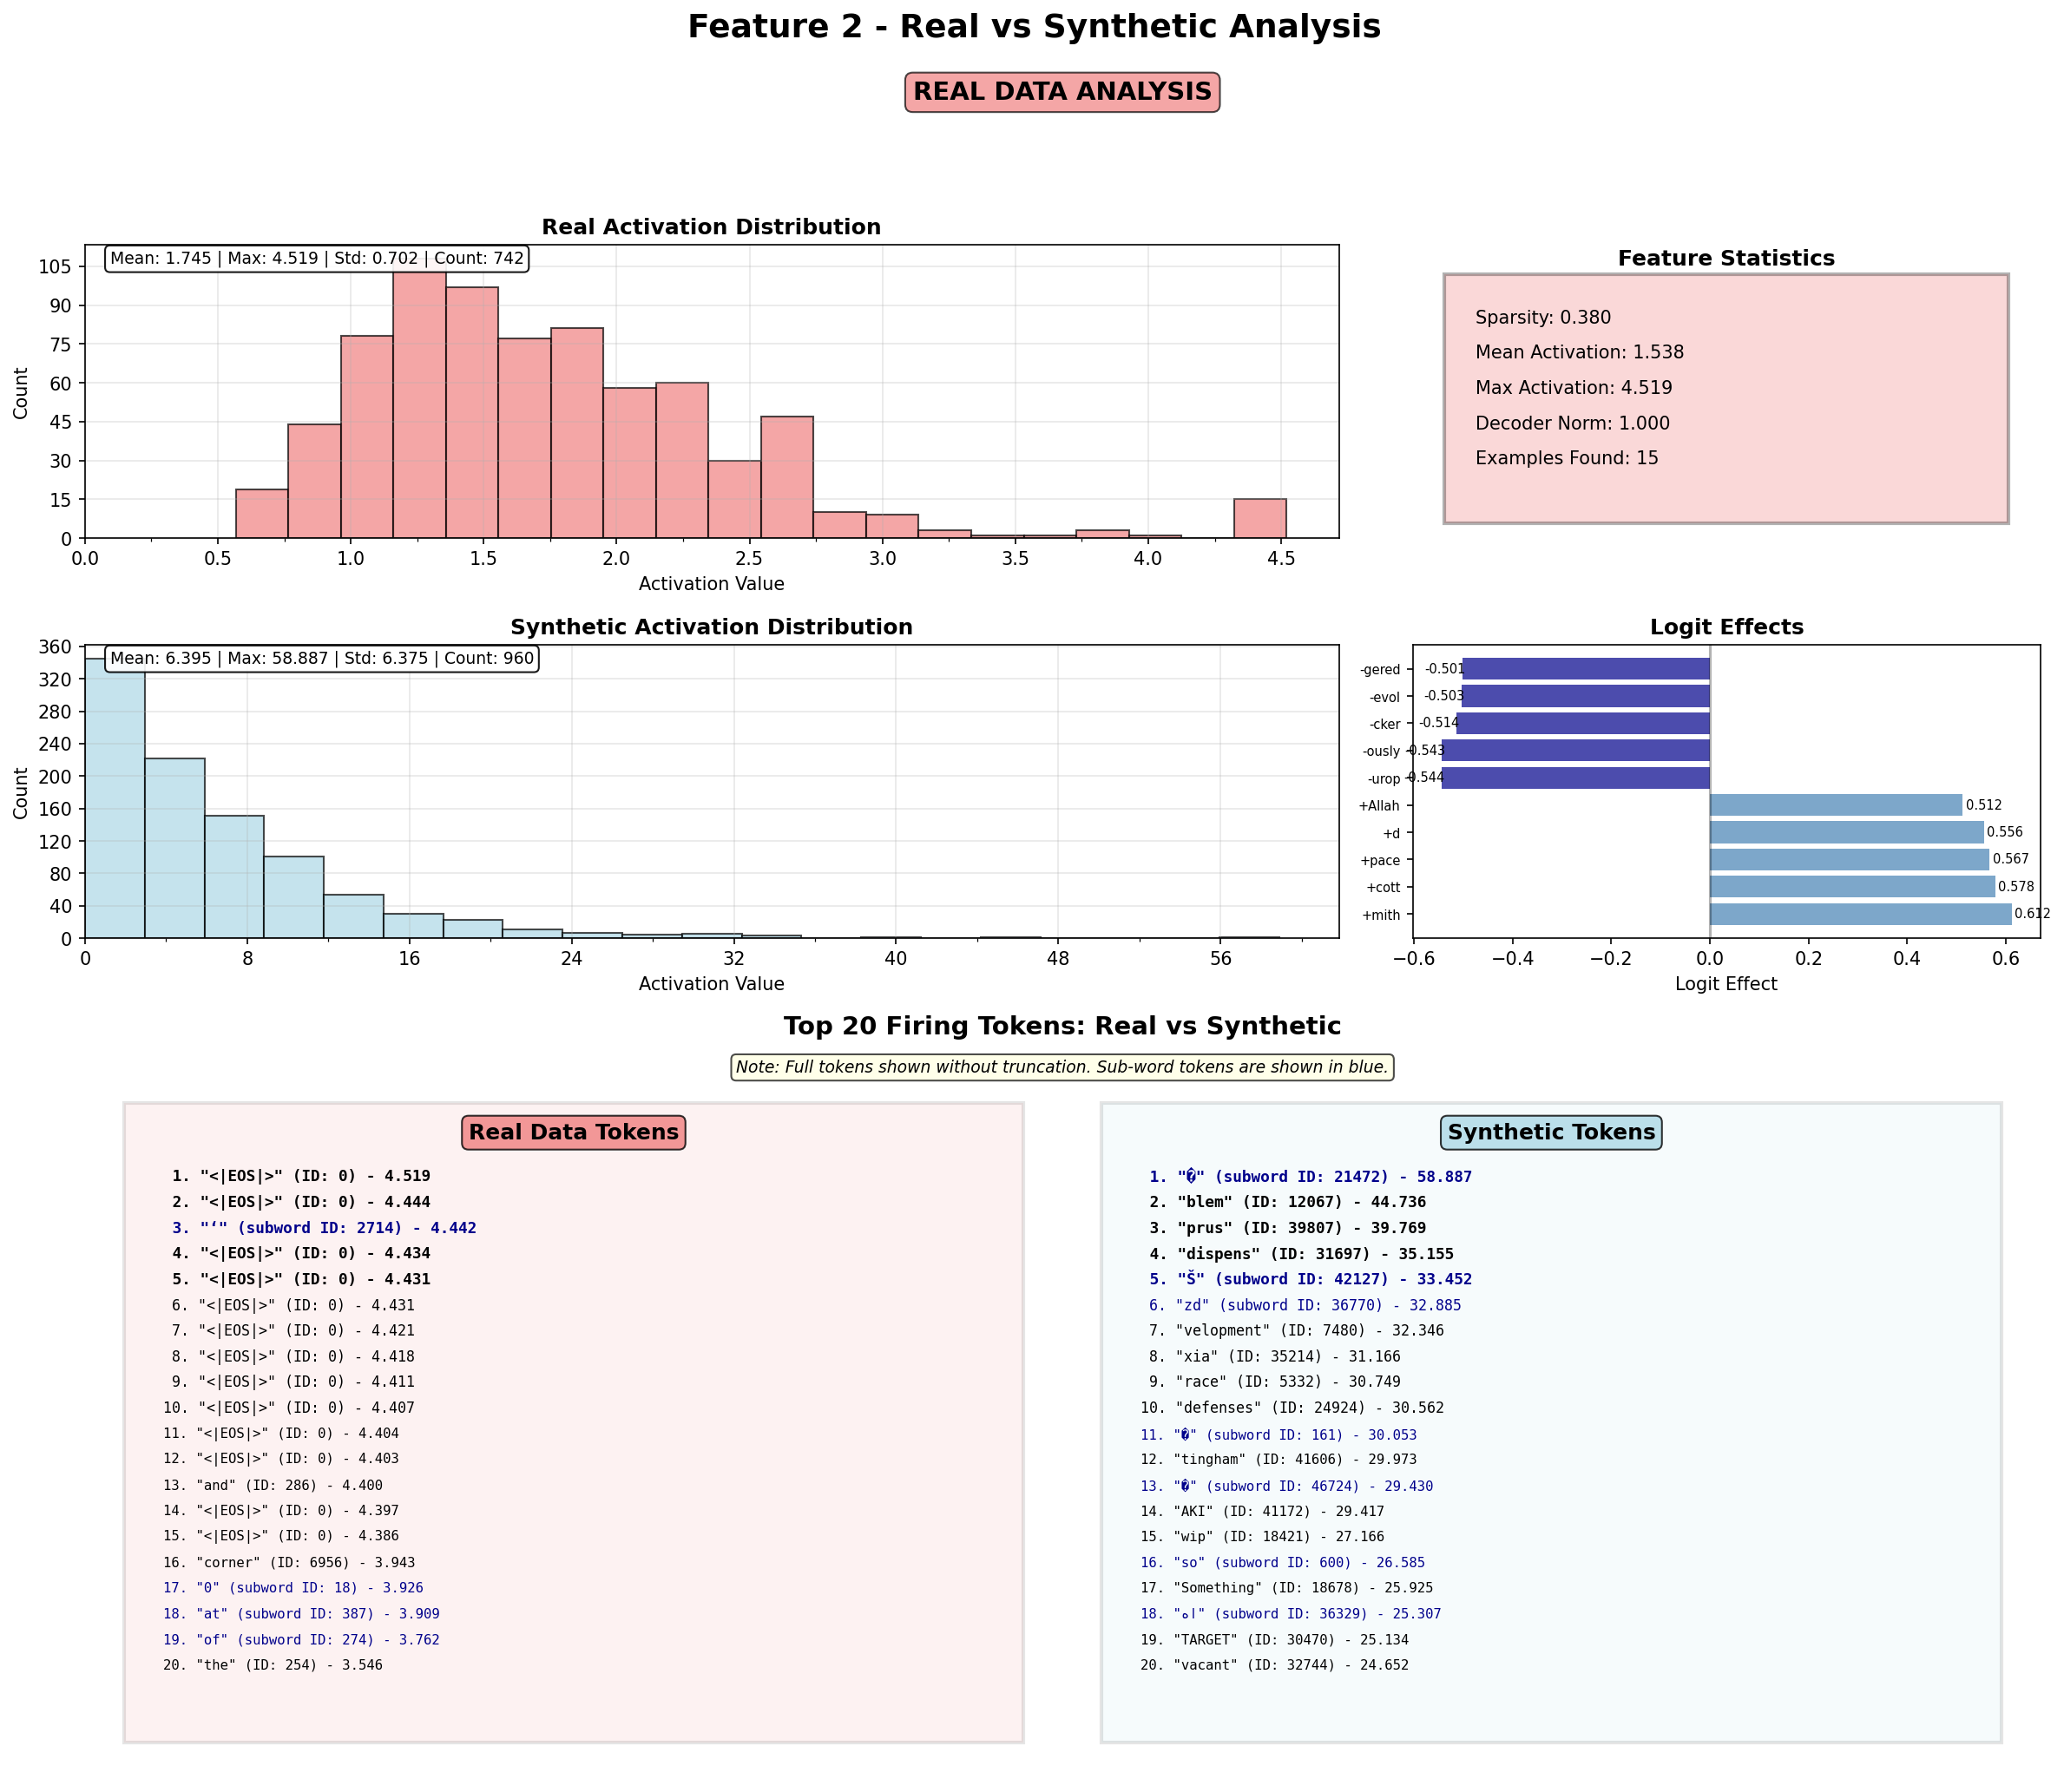 Feature 2 - Real vs Synthetic Analysis
REAL DATA ANALYSIS
Real Activation Distribution
Mean: 1.745 | Max: 4.519 | Std: 0.702 | Count: 742
Count
105
90
75
60
45
30
15
0
0.0 0.5 1.0 1.5 2.0 2.5 3.0 3.5 4.0 4.5
Activation Value
Feature Statistics
Sparsity: 0.380
Mean Activation: 1.538
Max Activation: 4.519
Decoder Norm: 1.000
Examples Found: 15
Synthetic Activation Distribution
Mean: 6.395 | Max: 58.887 | Std: 6.375 | Count: 960
Count
360
320
280
240
200
160
120
80
40
0
0 8 16 24 32 40 48 56
Activation Value
Logit Effects
-gered -0.501
-evol -0.503
-cker -0.514
-ously -0.543
-urop -0.544
+Allah 0.512
+d 0.556
+pace 0.567
+cott 0.578
+mith 0.612
−0.6 −0.4 −0.2 0.0 0.2 0.4 0.6
Logit Effect
Top 20 Firing Tokens: Real vs Synthetic
Note: Full tokens shown without truncation. Sub-word tokens are shown in blue.
Real Data Tokens
1. "<|EOS|>" (ID: 0) - 4.519
2. "<|EOS|>" (ID: 0) - 4.444
3. "‘" (subword ID: 2714) - 4.442
4. "<|EOS|>" (ID: 0) - 4.434
5. "<|EOS|>" (ID: 0) - 4.431
6. "<|EOS|>" (ID: 0) - 4.431
7. "<|EOS|>" (ID: 0) - 4.421
8. "<|EOS|>" (ID: 0) - 4.418
9. "<|EOS|>" (ID: 0) - 4.411
10. "<|EOS|>" (ID: 0) - 4.407
11. "<|EOS|>" (ID: 0) - 4.404
12. "<|EOS|>" (ID: 0) - 4.403
13. "and" (ID: 286) - 4.400
14. "<|EOS|>" (ID: 0) - 4.397
15. "<|EOS|>" (ID: 0) - 4.386
16. "corner" (ID: 6956) - 3.943
17. "0" (subword ID: 18) - 3.926
18. "at" (subword ID: 387) - 3.909
19. "of" (subword ID: 274) - 3.762
20. "the" (ID: 254) - 3.546
Synthetic Tokens
1. "�" (subword ID: 21472) - 58.887
2. "blem" (ID: 12067) - 44.736
3. "prus" (ID: 39807) - 39.769
4. "dispens" (ID: 31697) - 35.155
5. "Š" (subword ID: 42127) - 33.452
6. "zd" (subword ID: 36770) - 32.885
7. "velopment" (ID: 7480) - 32.346
8. "xia" (ID: 35214) - 31.166
9. "race" (ID: 5332) - 30.749
10. "defenses" (ID: 24924) - 30.562
11. "�" (subword ID: 161) - 30.053
12. "tingham" (ID: 41606) - 29.973
13. "�" (subword ID: 46724) - 29.430
14. "AKI" (ID: 41172) - 29.417
15. "wip" (ID: 18421) - 27.166
16. "so" (subword ID: 600) - 26.585
17. "Something" (ID: 18678) - 25.925
18. "اه" (subword ID: 36329) - 25.307
19. "TARGET" (ID: 30470) - 25.134
20. "vacant" (ID: 32744) - 24.652